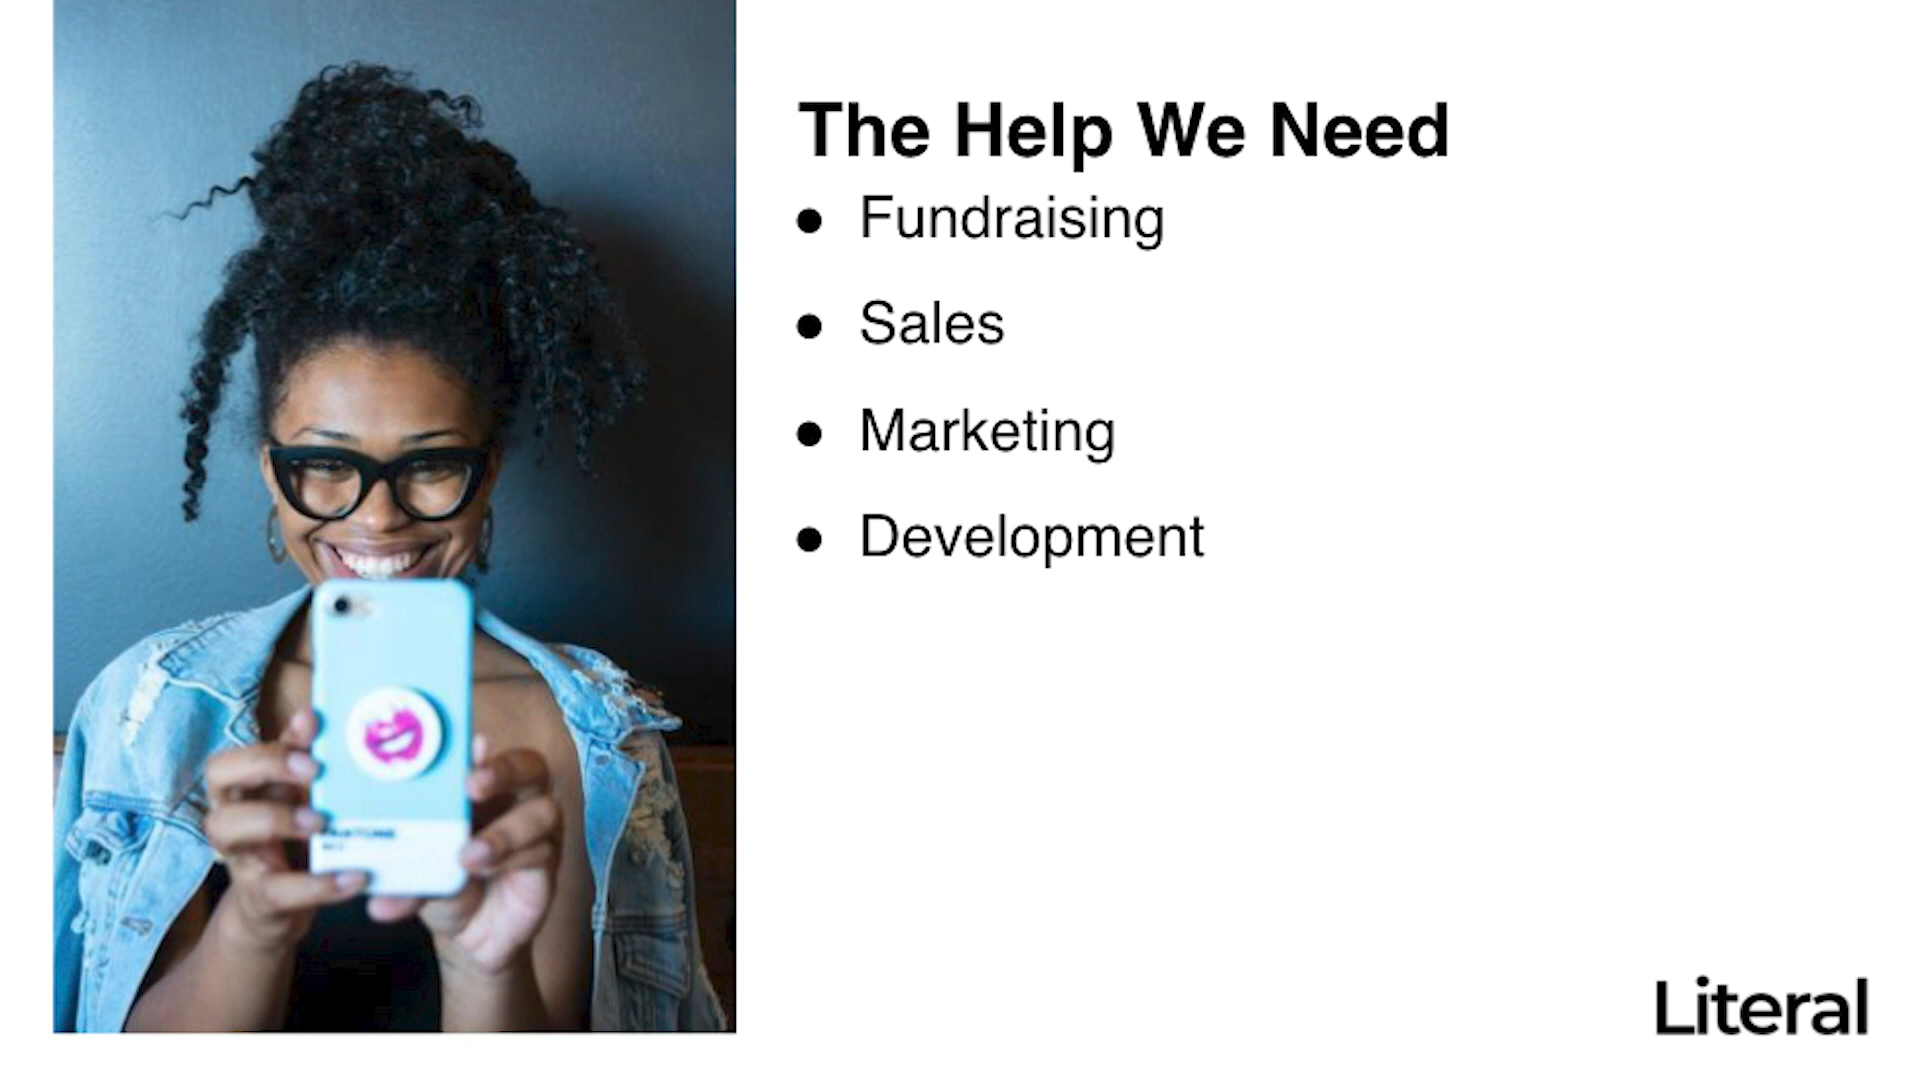 The Help We Need
Fundraising
Sales
Marketing
Development
Literal